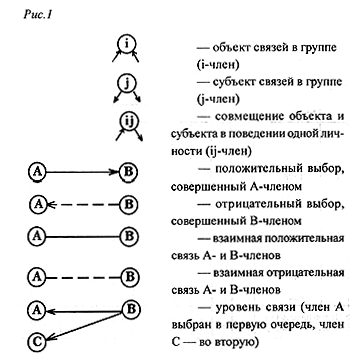 Рис.1
i
— объект связей в группе
(i-член)
j
— субъект связей в группе
(j-член)
ij
— совмещение объекта и
субъекта в поведении одной лич-
ности (ij-член)
A B
— положительный выбор,
совершенный А-членом
A B
— отрицательный выбор,
совершенный В-членом
A B
— взаимная положительная
связь А- и В-членов
A B
— взаимная отрицательная
связь А- и В-членов
A B
— уровень связи (член А
выбран в первую очередь, член
C
С — во вторую)